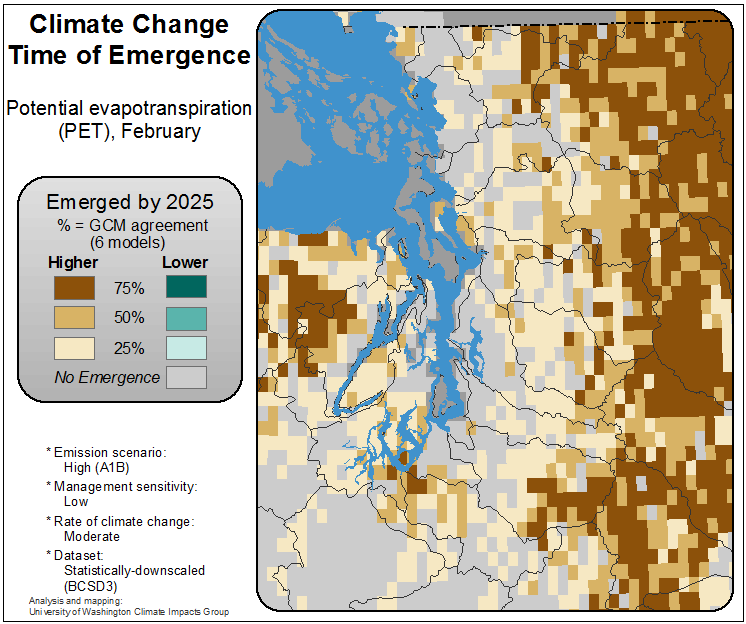 Climate Change
Time of Emergence
Potential evapotranspiration
(PET), February
Emerged by 2025
% = GCM agreement
(6 models)
Higher Lower
75%
50%
25%
No Emergence
* Emission scenario:
High (A1B)
* Management sensitivity:
Low
* Rate of climate change:
Moderate
* Dataset:
Statistically-downscaled
(BCSD3)
Analysis and mapping:
University of Washington Climate Impacts Group